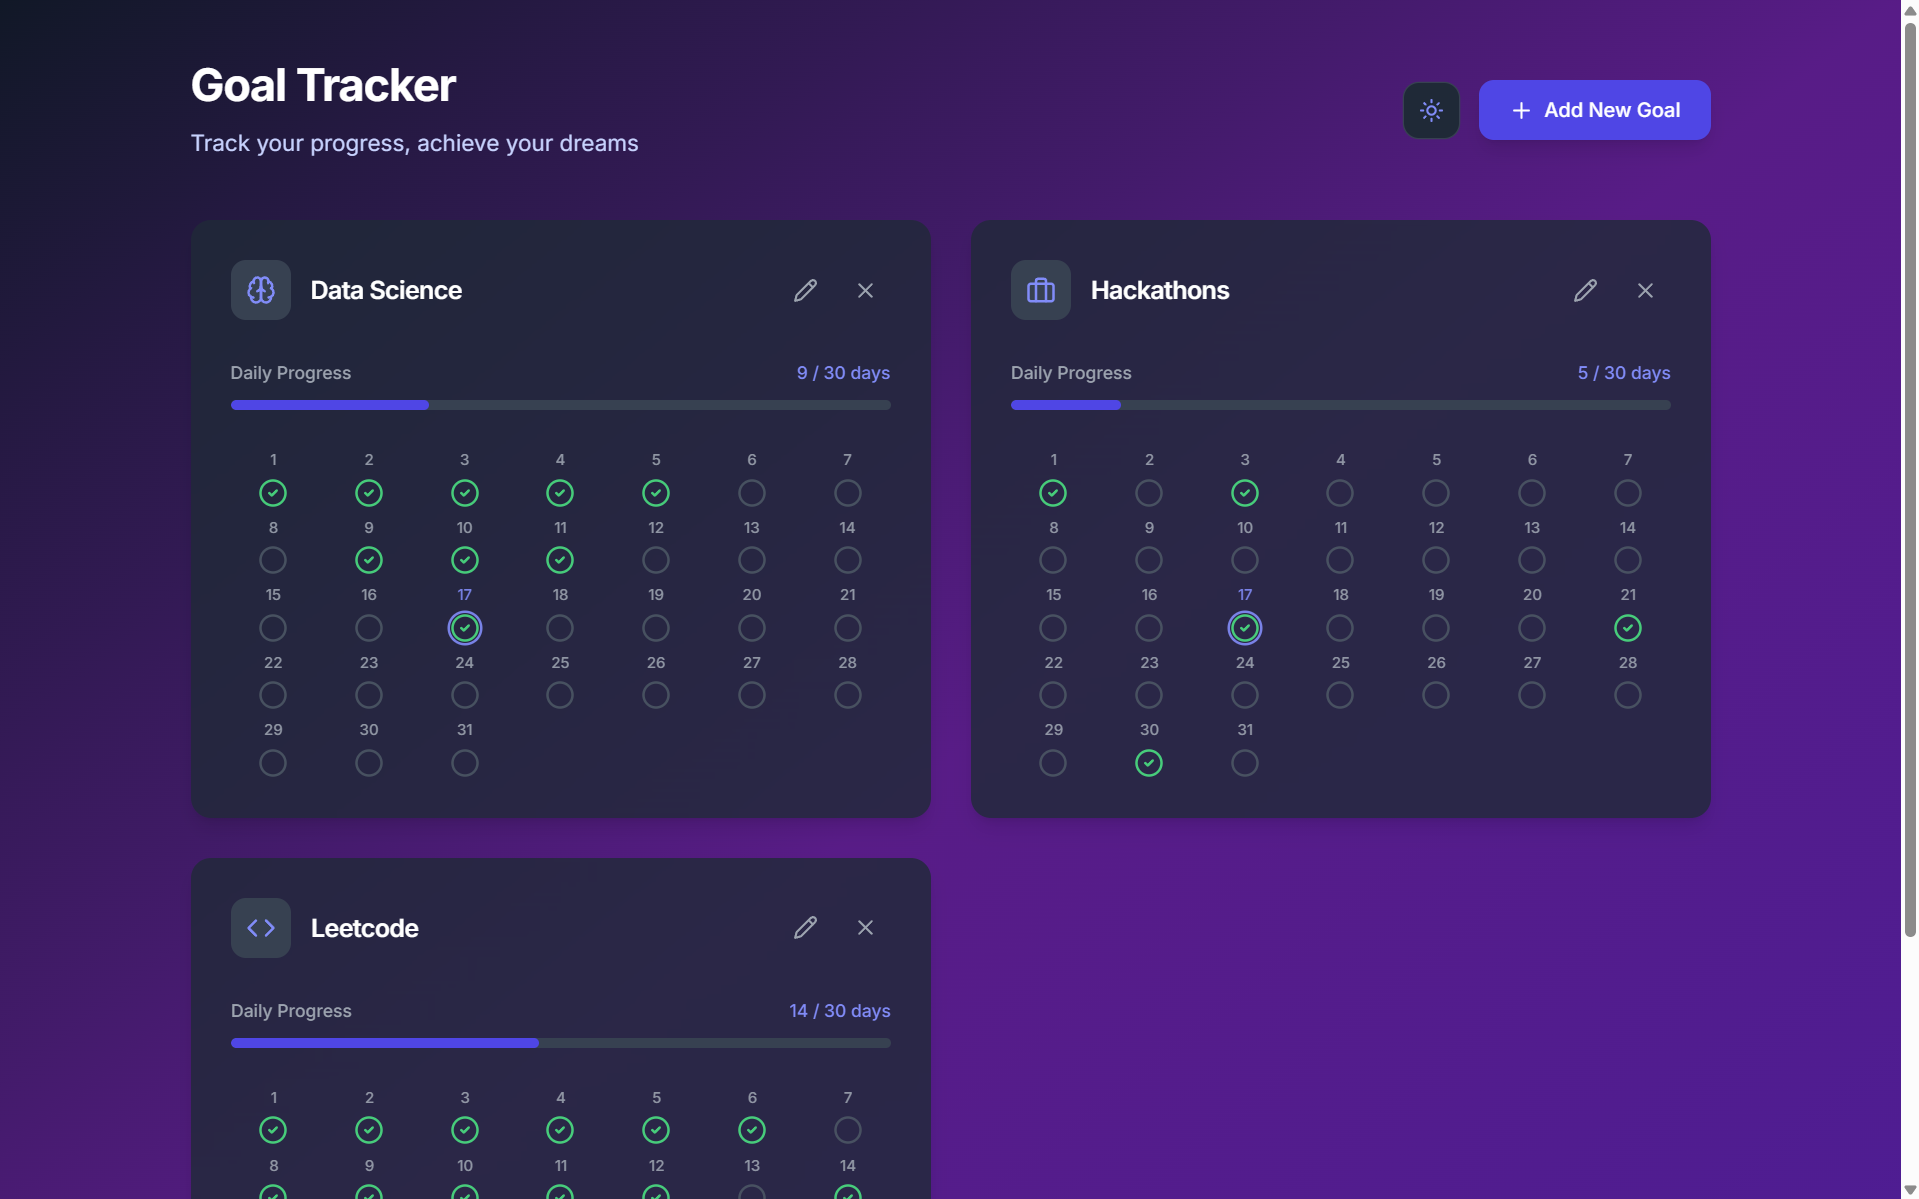 Goal Tracker
Track your progress, achieve your dreams
Add New Goal
Data Science
Daily Progress 9 / 30 days
1 2 3 4 5 6 7
8 9 10 11 12 13 14
15 16 17 18 19 20 21
22 23 24 25 26 27 28
29 30 31
Hackathons
Daily Progress 5 / 30 days
1 2 3 4 5 6 7
8 9 10 11 12 13 14
15 16 17 18 19 20 21
22 23 24 25 26 27 28
29 30 31
Leetcode
Daily Progress 14 / 30 days
1 2 3 4 5 6 7
8 9 10 11 12 13 14